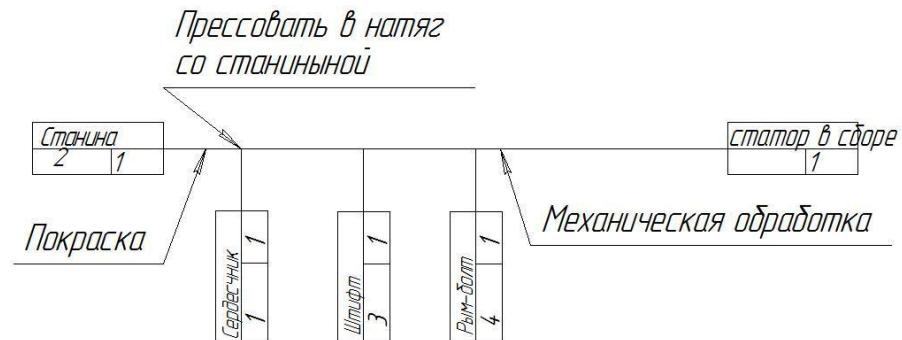 Прессовать в натяг
со станиныной
Станина
2 1
статор в сборе
1
Покраска
Механическая обработка
Сердесчник 1
1
Штифт 1
3
Рым-болт 1
4